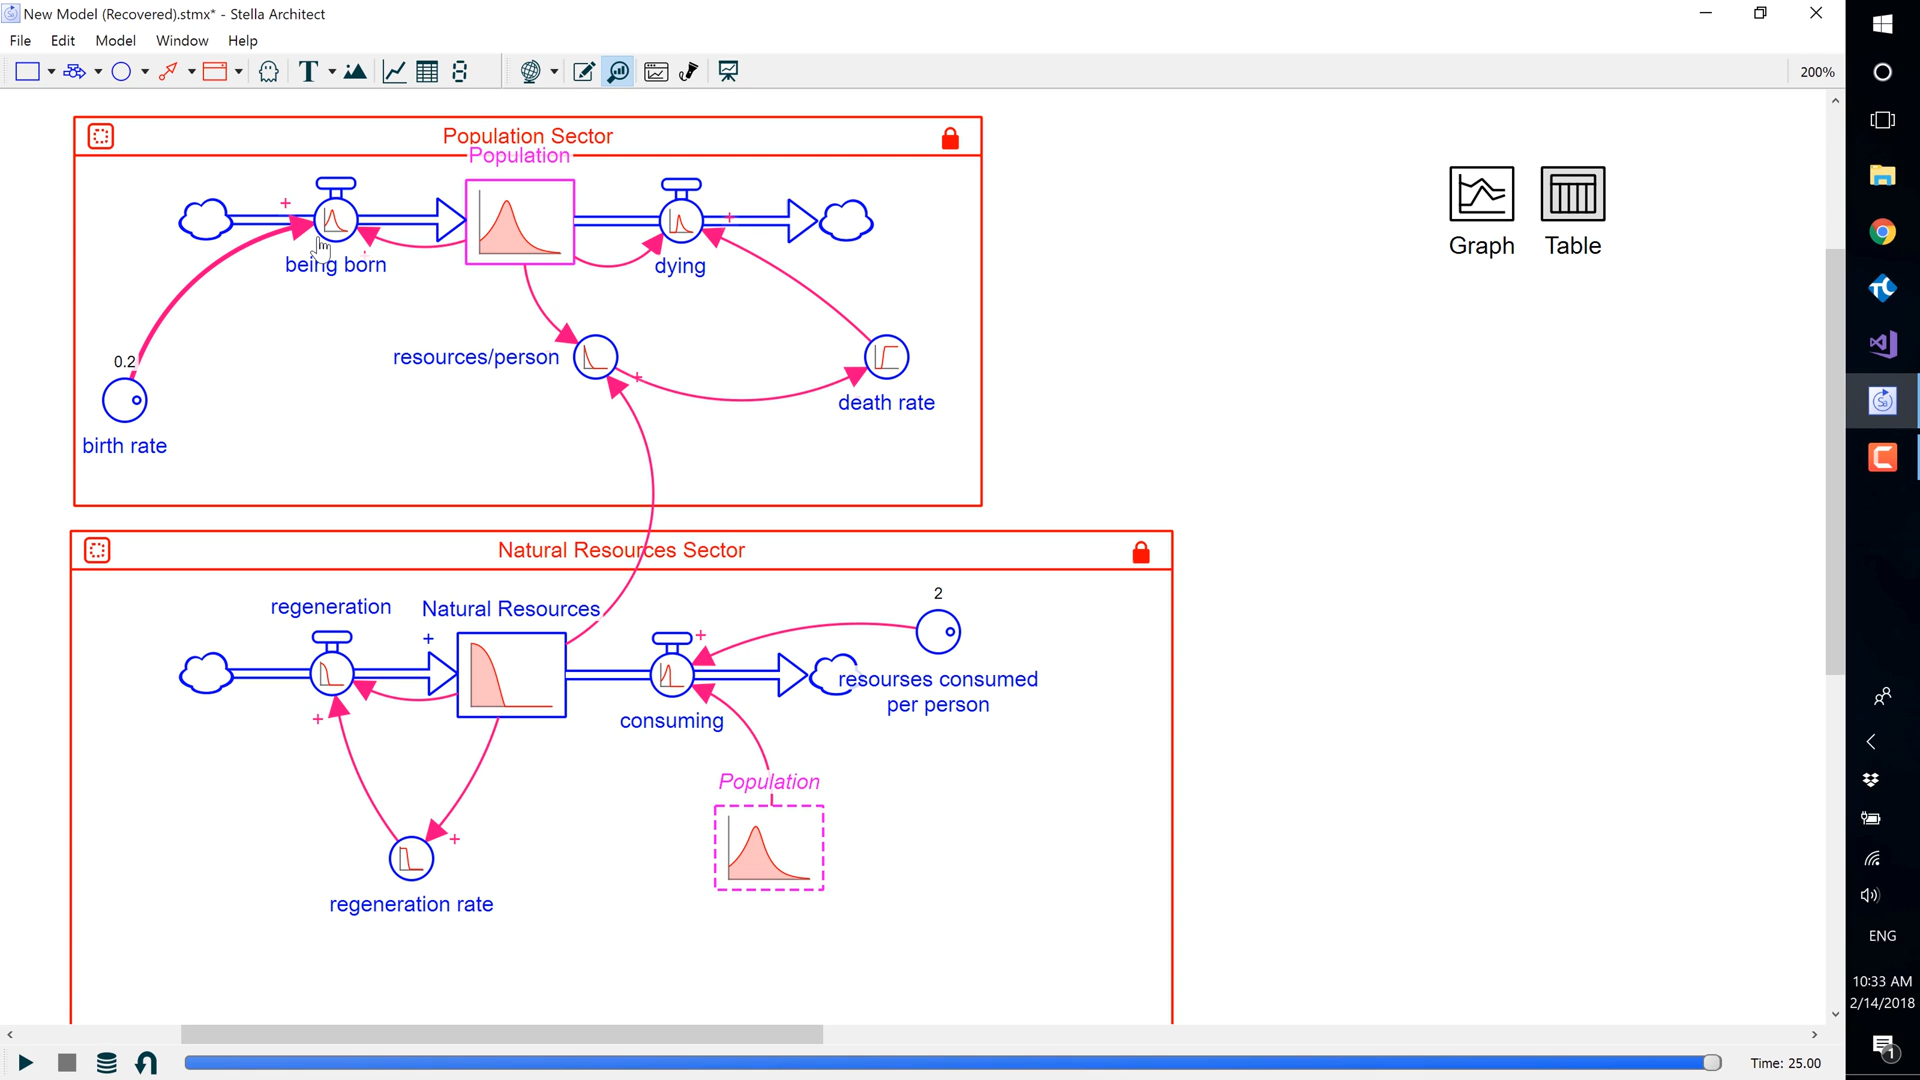 New Model (Recovered).stmx* - Stella Architect
File Edit Model Window Help
200%
Population Sector
Population
+
+
being born
dying
Graph
Table
0.2
resources/person
+
birth rate
death rate
Natural Resources Sector
2
regeneration
Natural Resources
+
+
resourses consumed
per person
+
consuming
Population
+
regeneration rate
Time: 25.00
ENG
10:33 AM
2/14/2018
1